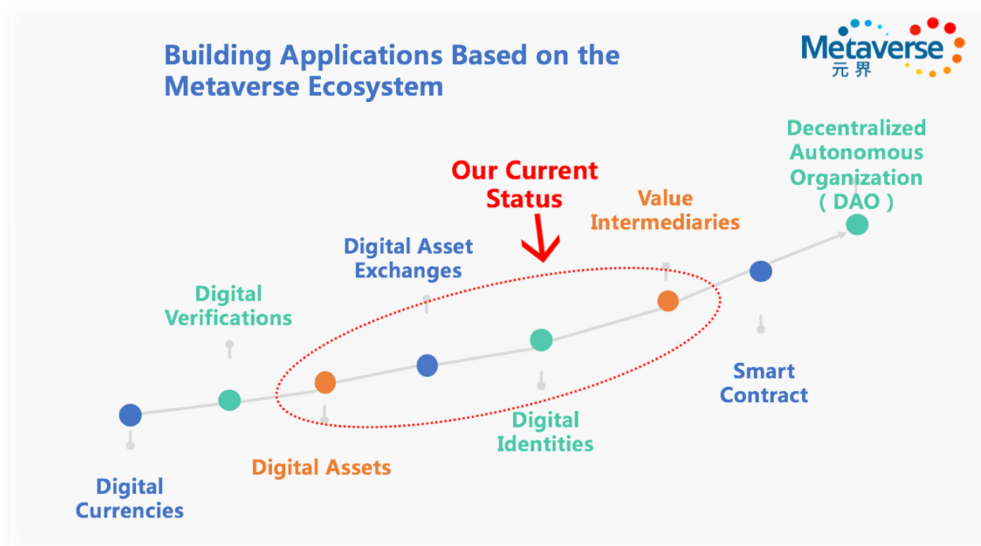 Building Applications Based on the
Metaverse Ecosystem
Metaverse
元界
Decentralized
Autonomous
Organization
( DAO )
Our Current
Status
Value
Intermediaries
Digital Asset
Exchanges
Digital
Verifications
Smart
Contract
Digital
Identities
Digital Assets
Digital
Currencies